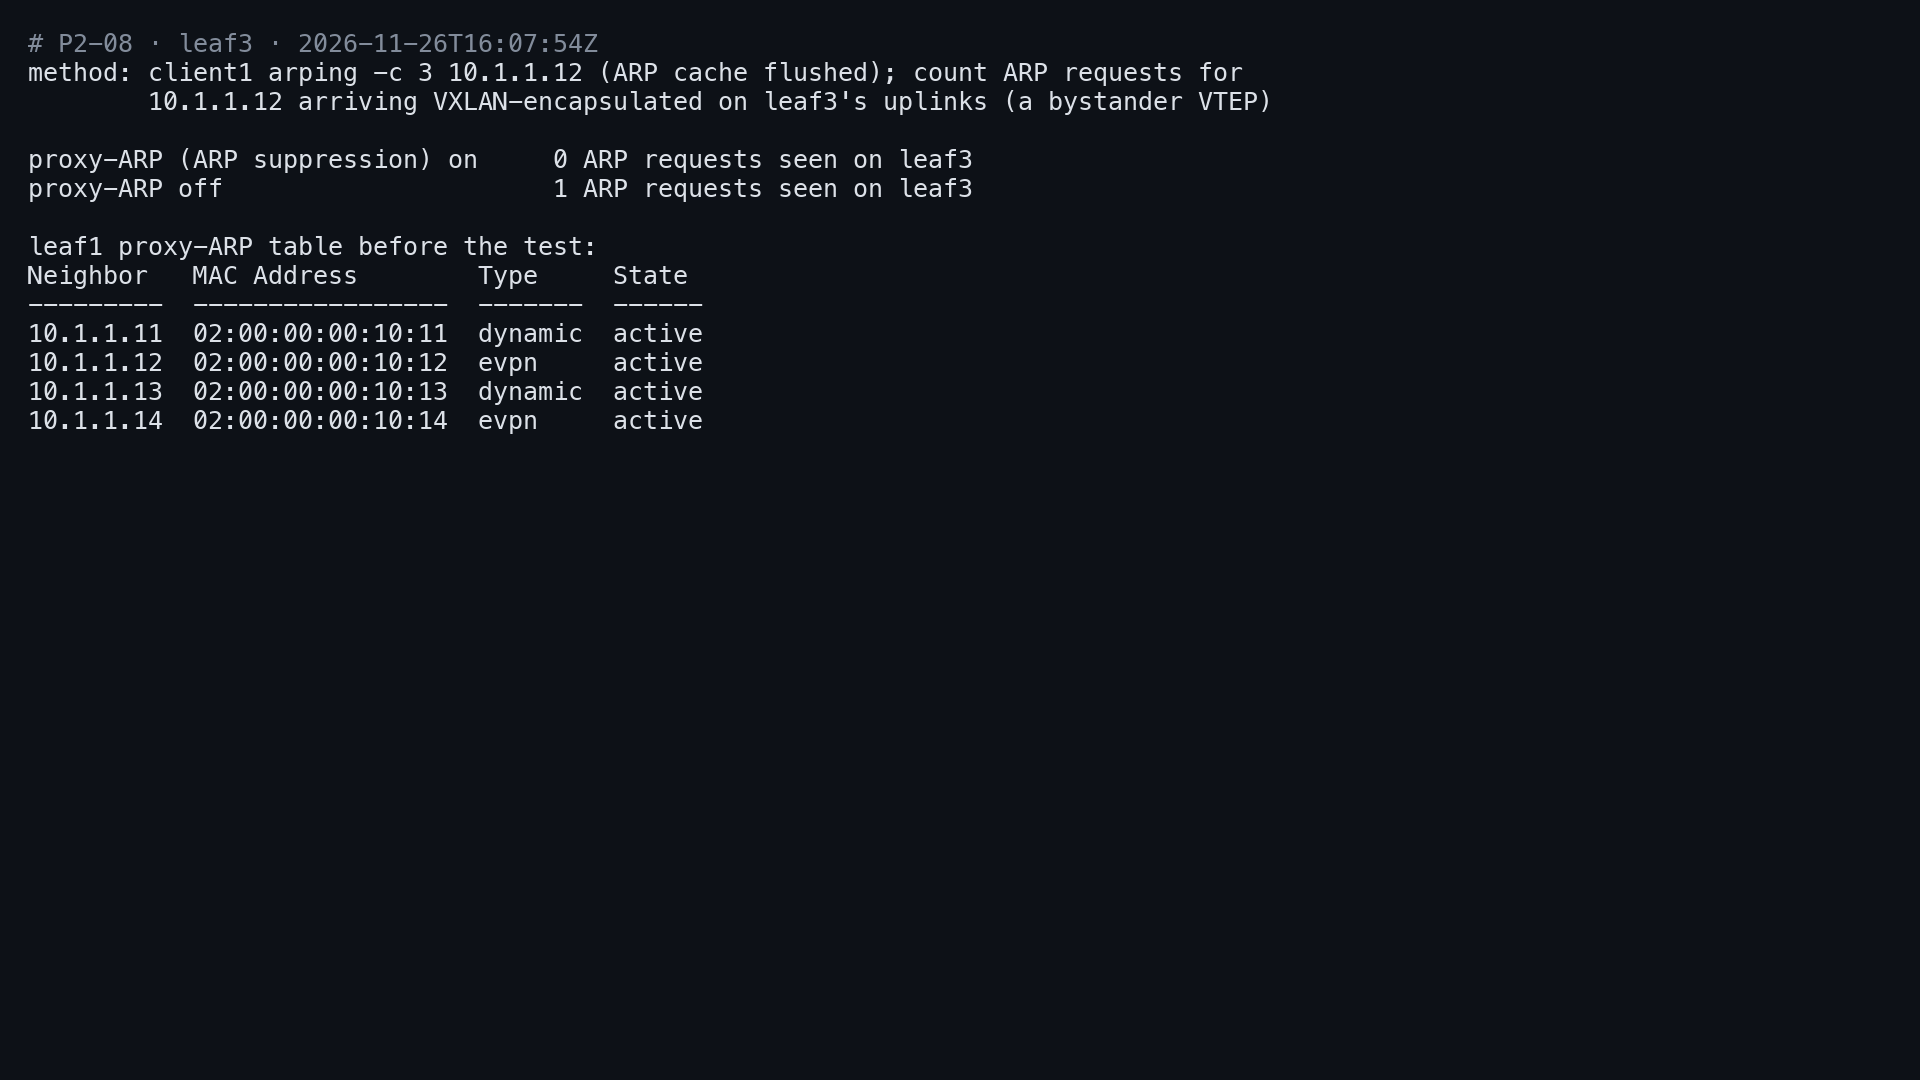 # P2-08 · leaf3 · 2026-11-26T16:07:54Z
method: client1 arping -c 3 10.1.1.12 (ARP cache flushed); count ARP requests for
        10.1.1.12 arriving VXLAN-encapsulated on leaf3's uplinks (a bystander VTEP)

proxy-ARP (ARP suppression) on     0 ARP requests seen on leaf3
proxy-ARP off                      1 ARP requests seen on leaf3

leaf1 proxy-ARP table before the test:
Neighbor   MAC Address        Type     State
---------  -----------------  -------  ------
10.1.1.11  02:00:00:00:10:11  dynamic  active
10.1.1.12  02:00:00:00:10:12  evpn     active
10.1.1.13  02:00:00:00:10:13  dynamic  active
10.1.1.14  02:00:00:00:10:14  evpn     active